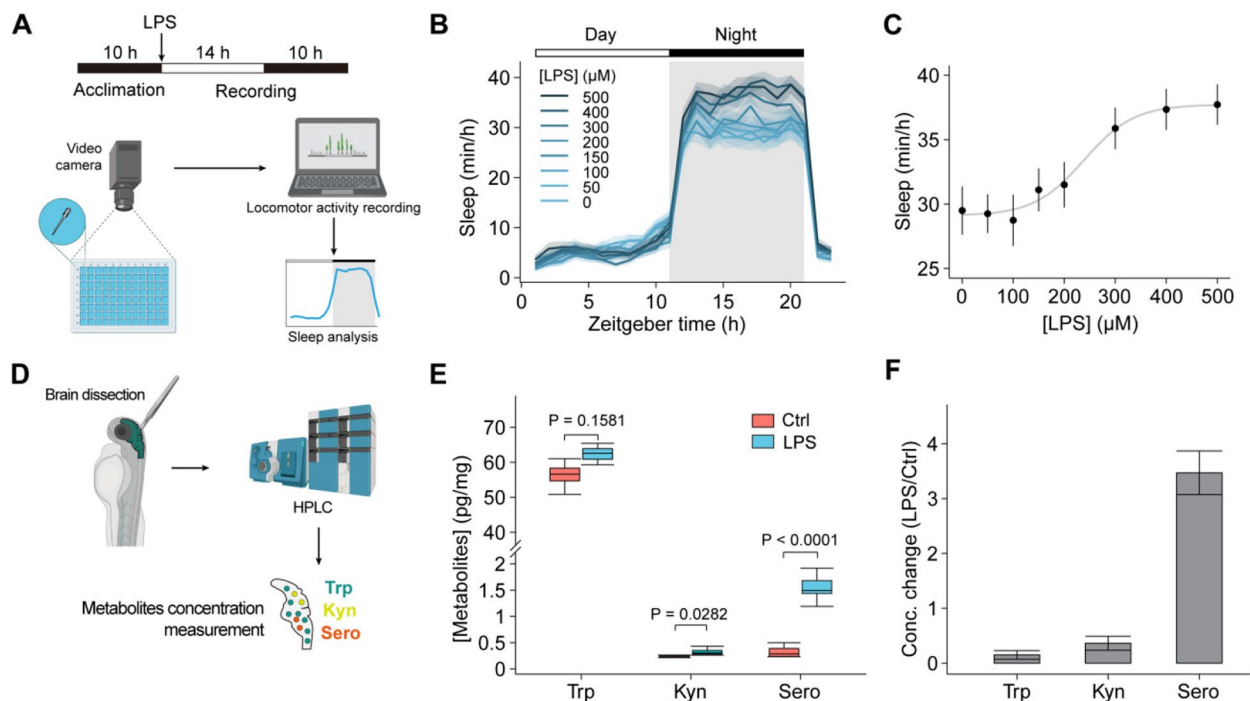 A
LPS
10 h
14 h
10 h
Acclimation
Recording
Video
camera
Locomotor activity recording
Sleep analysis
B
Day
Night
[LPS] (µM)
500
400
300
200
150
100
50
0
40
30
20
10
0
Sleep (min/h)
0
5
10
15
20
Zeitgeber time (h)
C
40
35
30
25
Sleep (min/h)
0
100
200
300
400
500
[LPS] (µM)
D
Brain dissection
HPLC
Metabolites concentration
measurement
Trp
Kyn
Sero
E
Ctrl
LPS
P = 0.1581
P = 0.0282
P < 0.0001
70
60
50
2
1.5
1
0.5
0
[Metabolites] (pg/mg)
Trp
Kyn
Sero
F
4
3
2
1
0
Conc. change (LPS/Ctrl)
Trp
Kyn
Sero